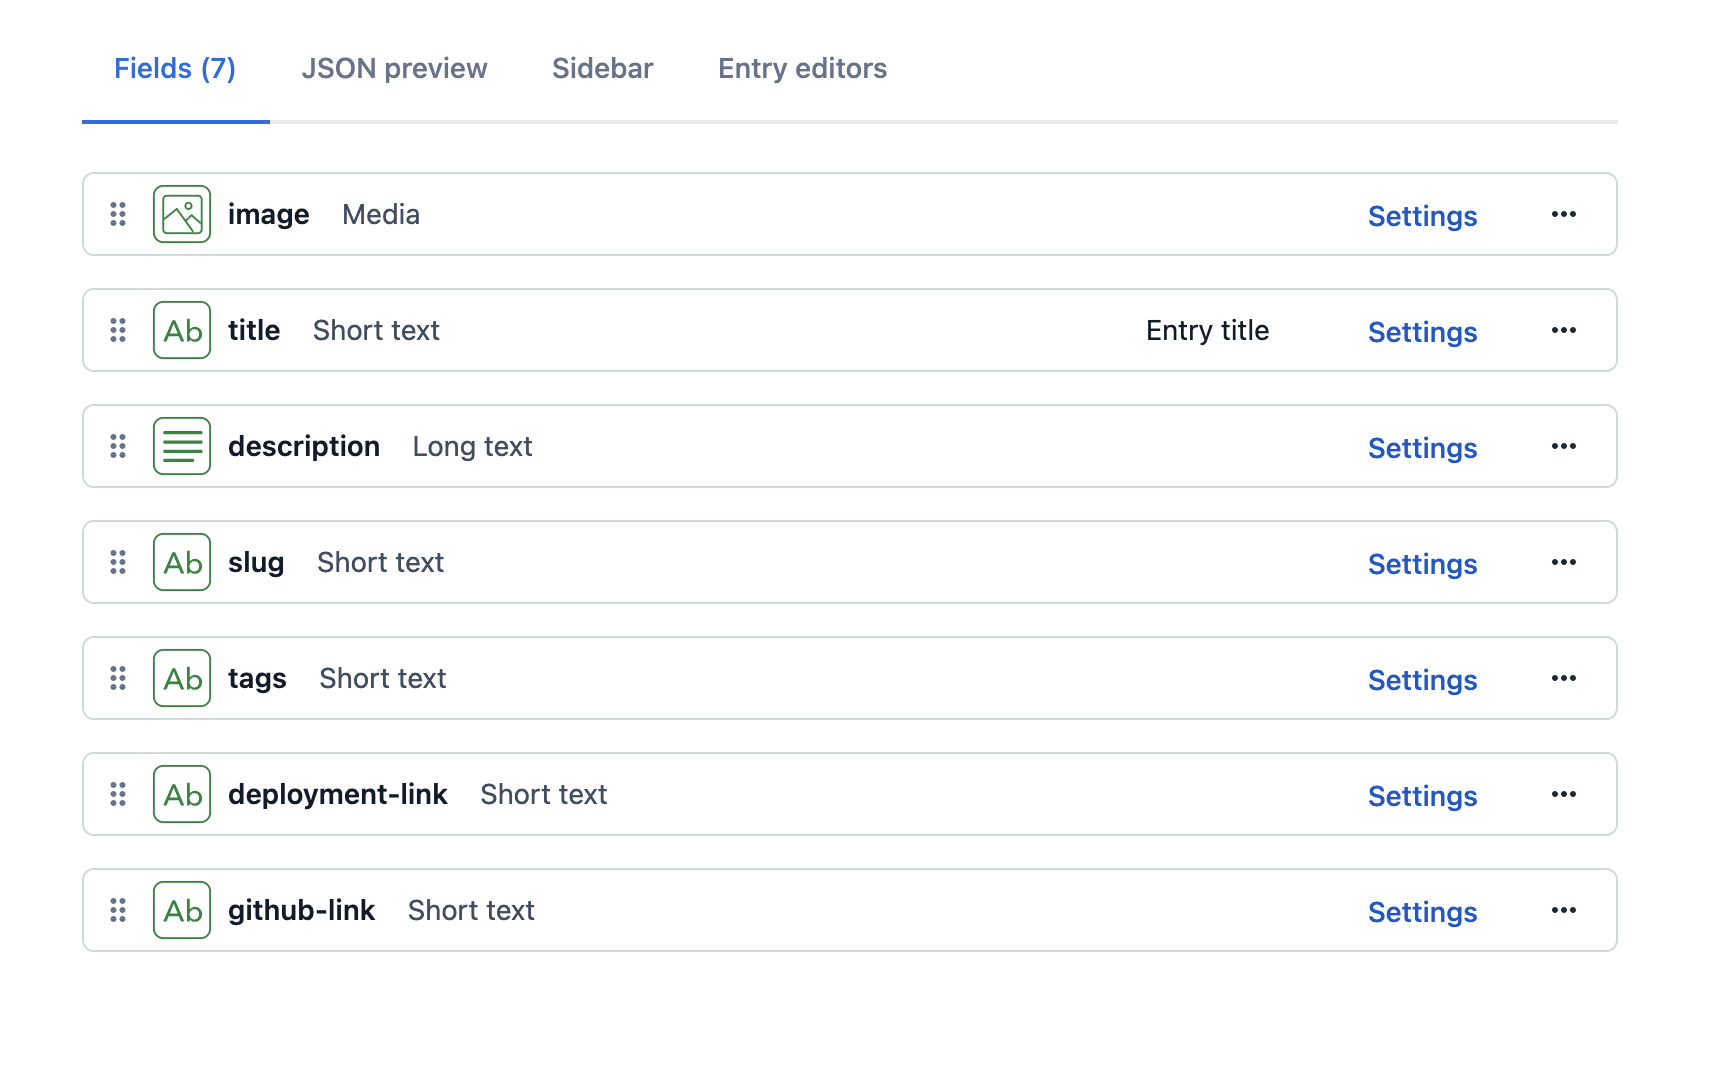 Fields (7) JSON preview Sidebar Entry editors
image Media Settings
Ab title Short text Entry title Settings
description Long text Settings
Ab slug Short text Settings
Ab tags Short text Settings
Ab deployment-link Short text Settings
Ab github-link Short text Settings